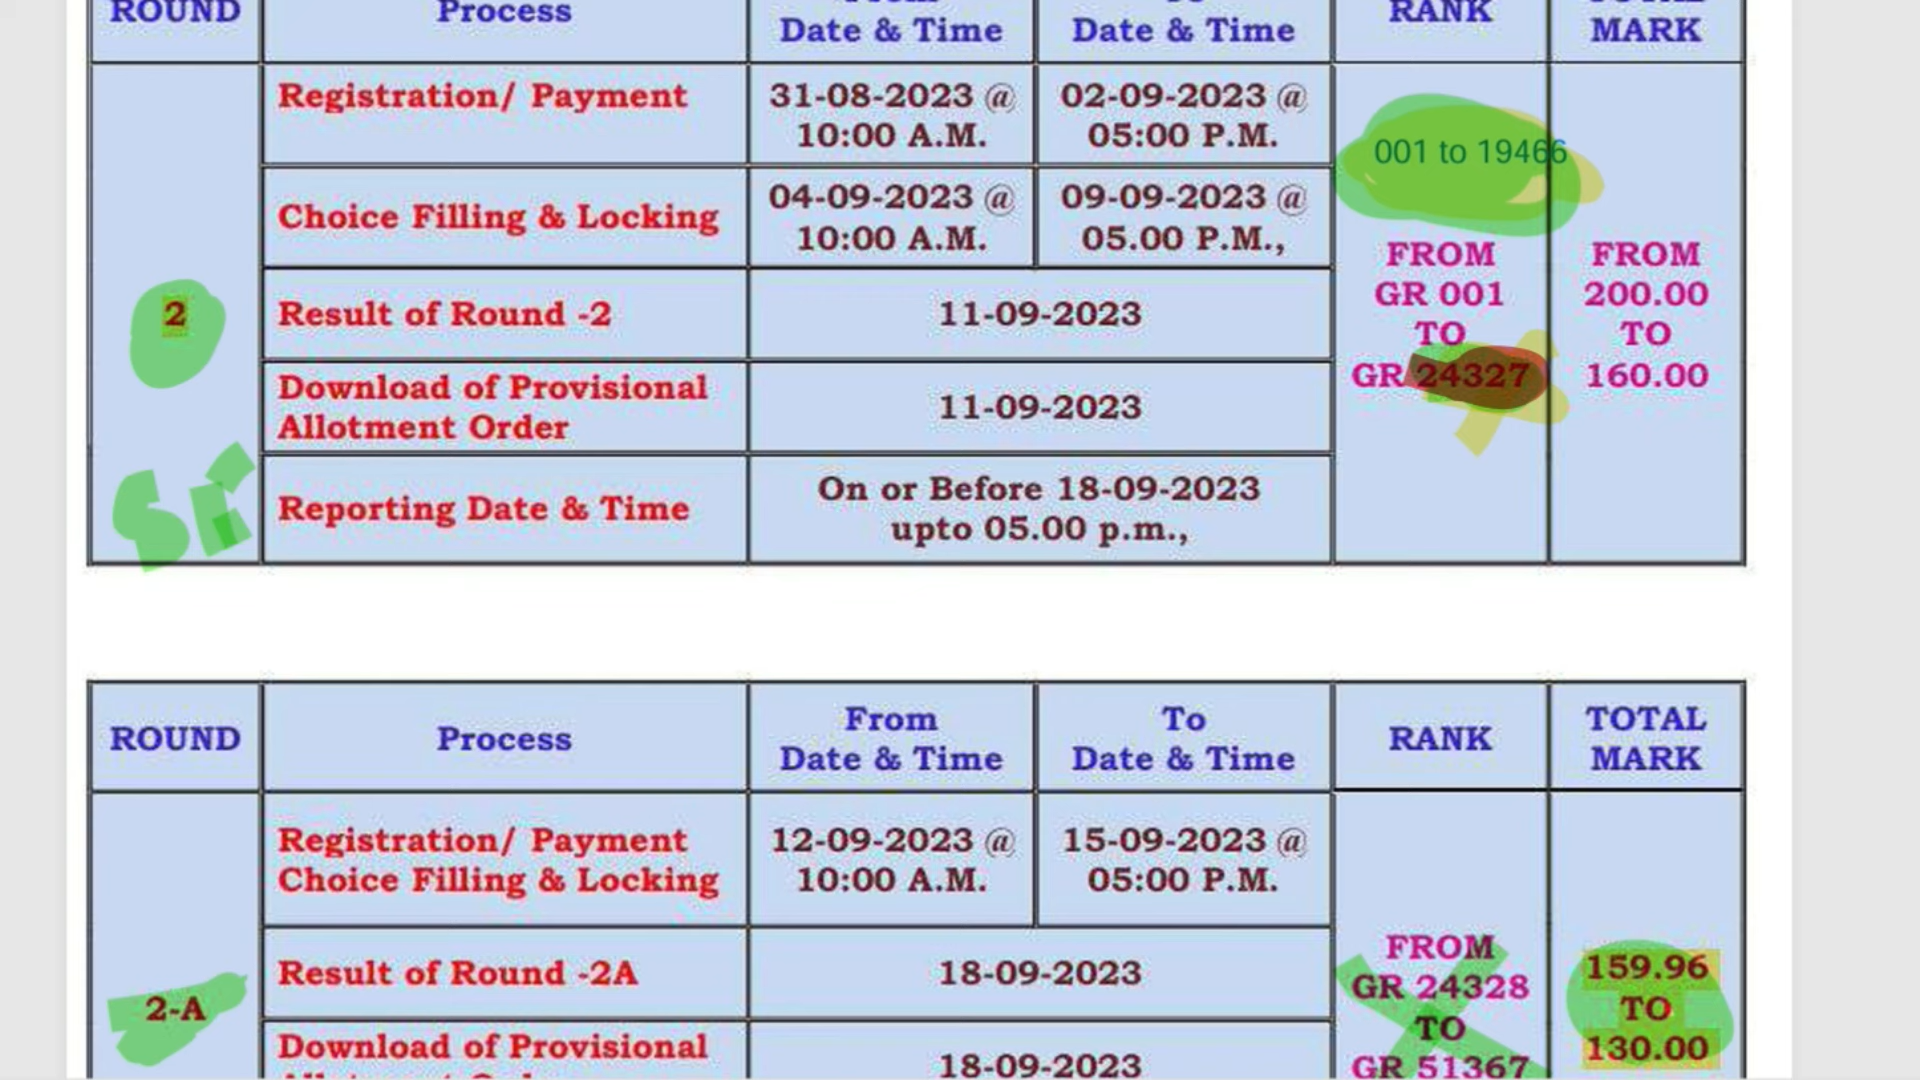 ROUND
Process
From
Date & Time
To
Date & Time
RANK
TOTAL
MARK
2
Registration/ Payment
31-08-2023 @
10:00 A.M.
02-09-2023 @
05:00 P.M.
Choice Filling & Locking
04-09-2023 @
10:00 A.M.
09-09-2023 @
05.00 P.M.,
Result of Round -2
11-09-2023
Download of Provisional
Allotment Order
11-09-2023
Reporting Date & Time
On or Before 18-09-2023
upto 05.00 p.m.,
001 to 19466
FROM
GR 001
TO
GR 24327
FROM
200.00
TO
160.00
ROUND
Process
From
Date & Time
To
Date & Time
RANK
TOTAL
MARK
2-A
Registration/ Payment
Choice Filling & Locking
12-09-2023 @
10:00 A.M.
15-09-2023 @
05:00 P.M.
Result of Round -2A
18-09-2023
Download of Provisional
18-09-2023
FROM
GR 24328
TO
GR 51367
159.96
TO
130.00